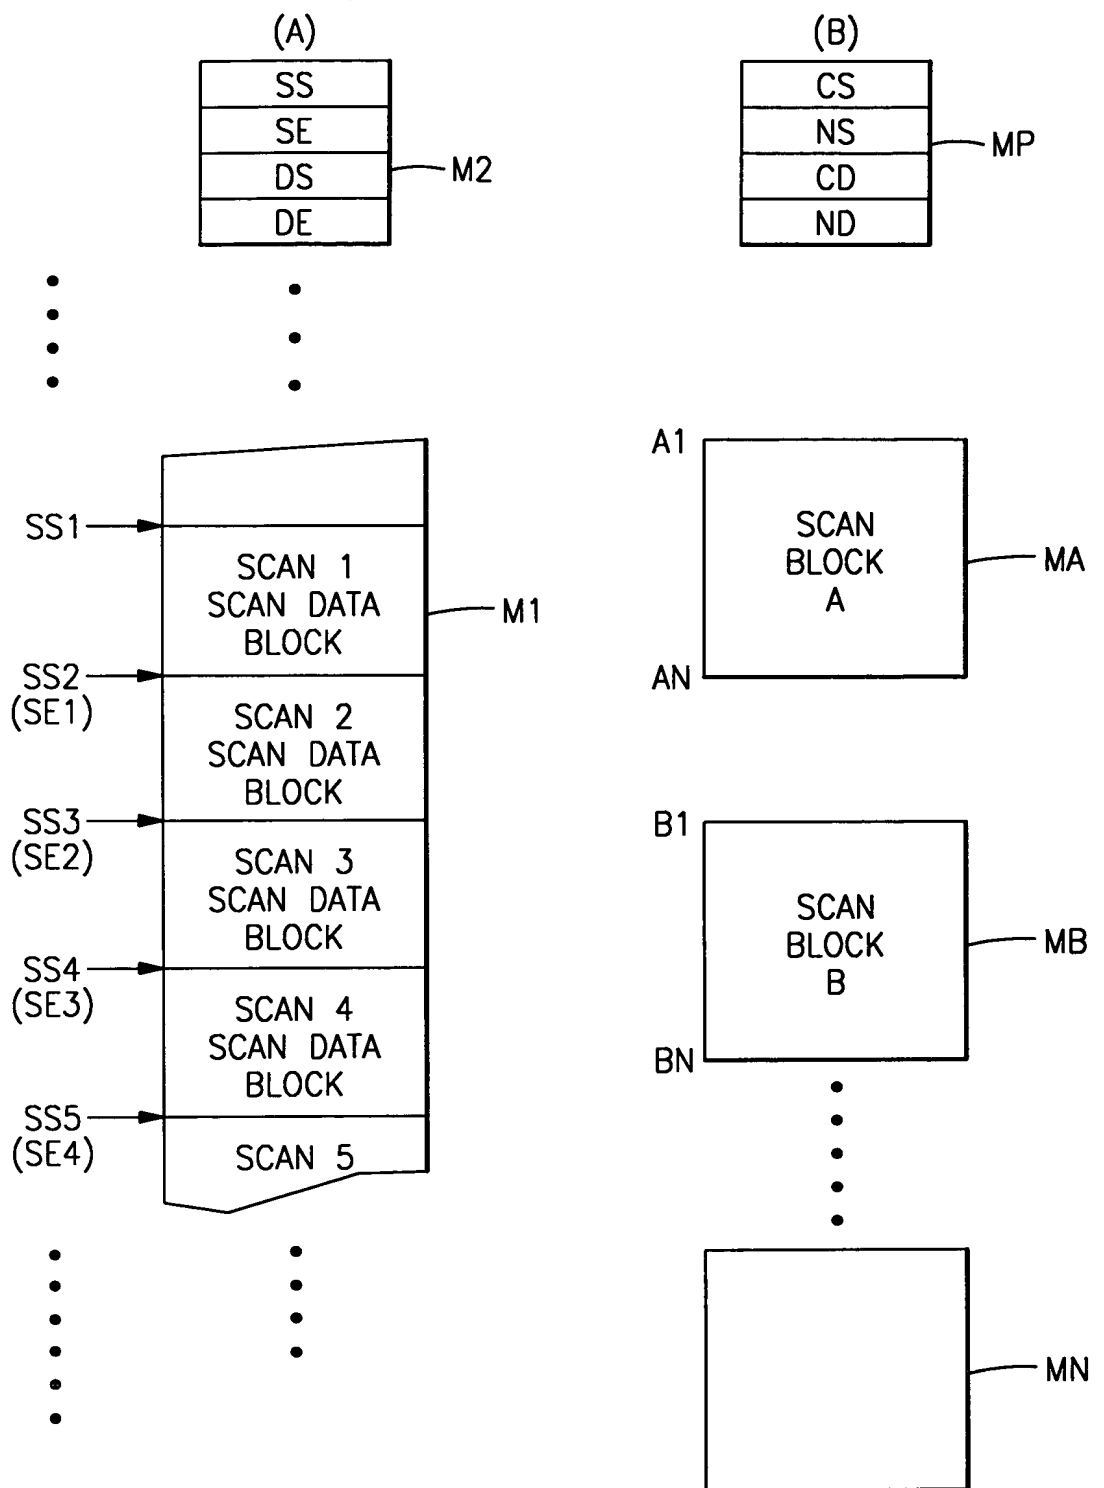 (A)
SS
SE
DS
DE
M2
SS1
SCAN 1
SCAN DATA
BLOCK
M1
SS2
(SE1)
SCAN 2
SCAN DATA
BLOCK
SS3
(SE2)
SCAN 3
SCAN DATA
BLOCK
SS4
(SE3)
SCAN 4
SCAN DATA
BLOCK
SS5
(SE4)
SCAN 5
(B)
CS
NS
CD
ND
MP
A1
SCAN
BLOCK
A
MA
AN
B1
SCAN
BLOCK
B
MB
BN
MN